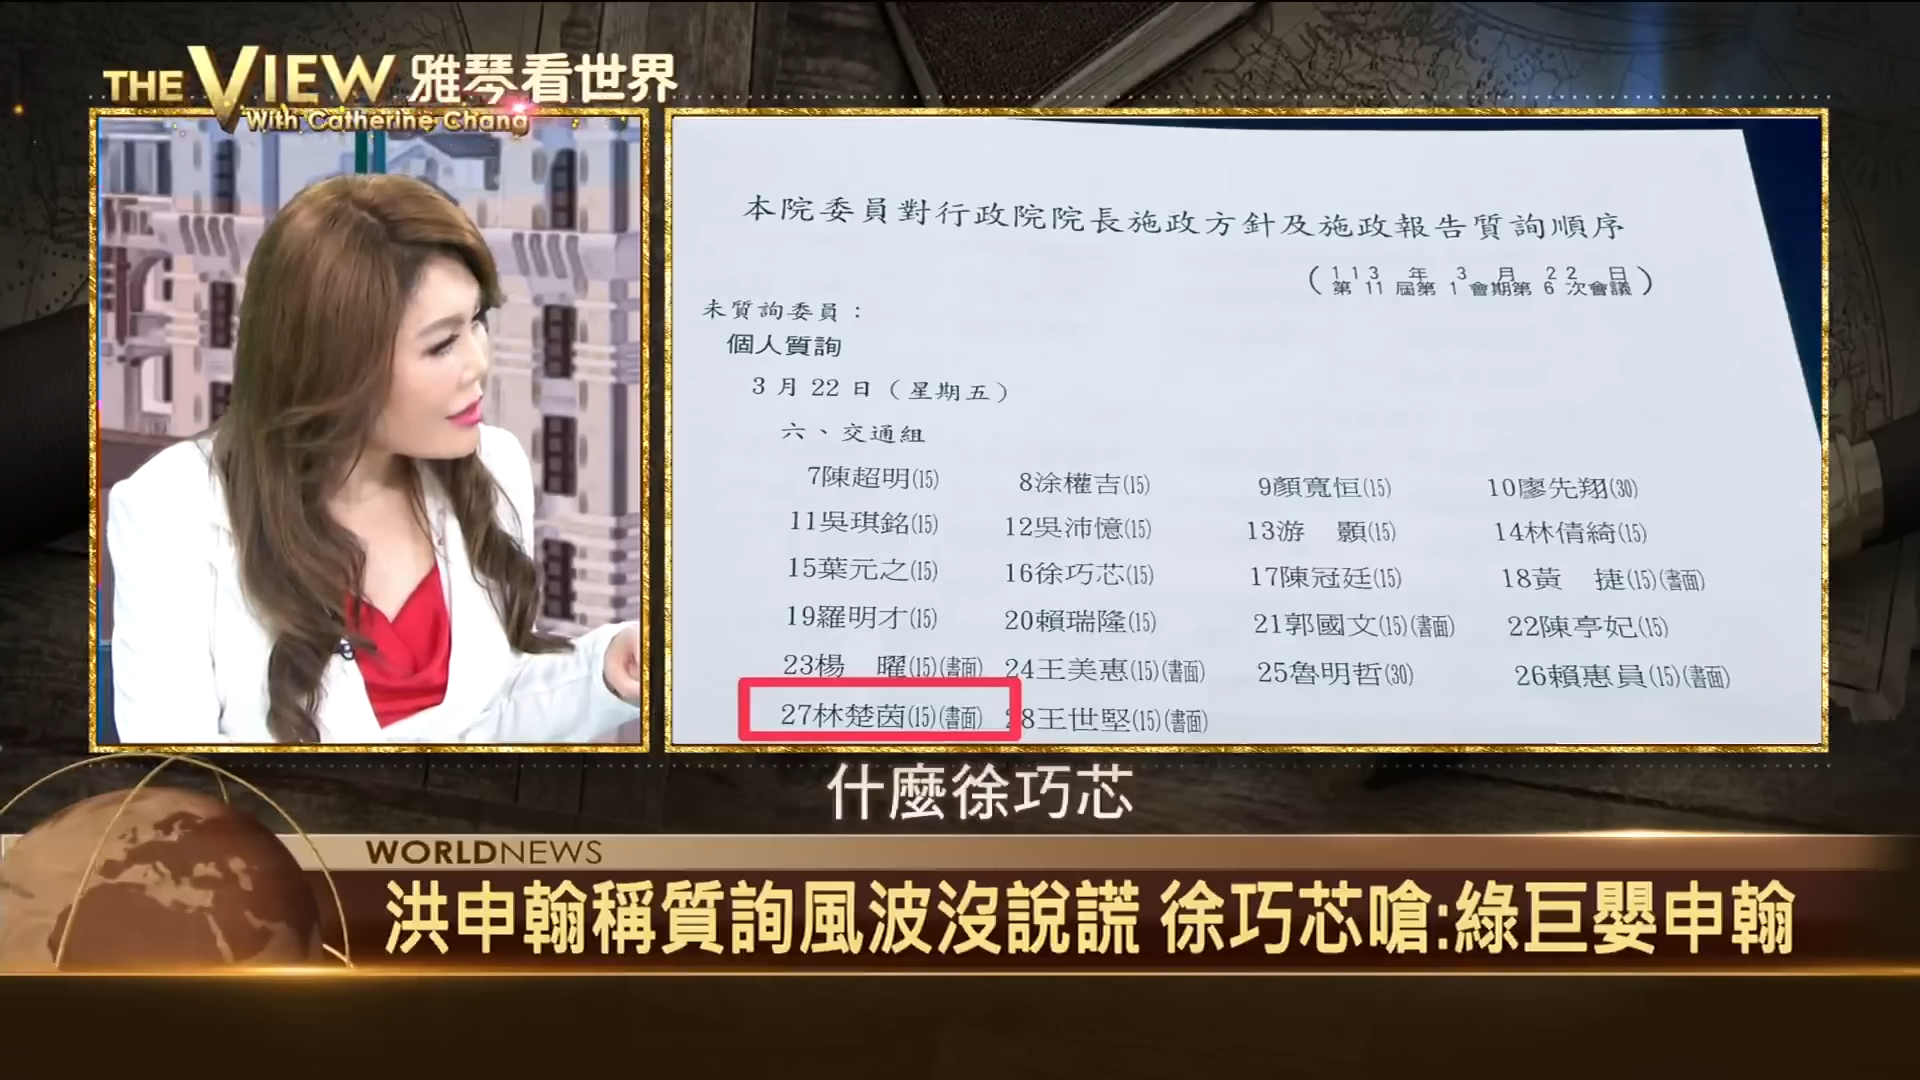 THE VIEW 雅琴看世界
With Catherine Chang
本院委員對行政院院長施政方針及施政報告質詢順序
(113年3月22日
第11屆第1會期第6次會議)
未質詢委員：
個人質詢
3月22日（星期五）
六、交通組
7陳超明(15) 8涂權吉(15) 9顏寬恒(15) 10廖先翔(30)
11吳琪銘(15) 12吳沛憶(15) 13游　顥(15) 14林倩綺(15)
15葉元之(15) 16徐巧芯(15) 17陳冠廷(15) 18黃　捷(15)(書面)
19羅明才(15) 20賴瑞隆(15) 21郭國文(15)(書面) 22陳亭妃(15)
23楊　曜(15)(書面) 24王美惠(15)(書面) 25魯明哲(30) 26賴惠員(15)(書面)
27林楚茵(15)(書面) 28王世堅(15)(書面)
什麼徐巧芯
WORLDNEWS
洪申翰稱質詢風波沒說謊 徐巧芯嗆:綠巨嬰申翰